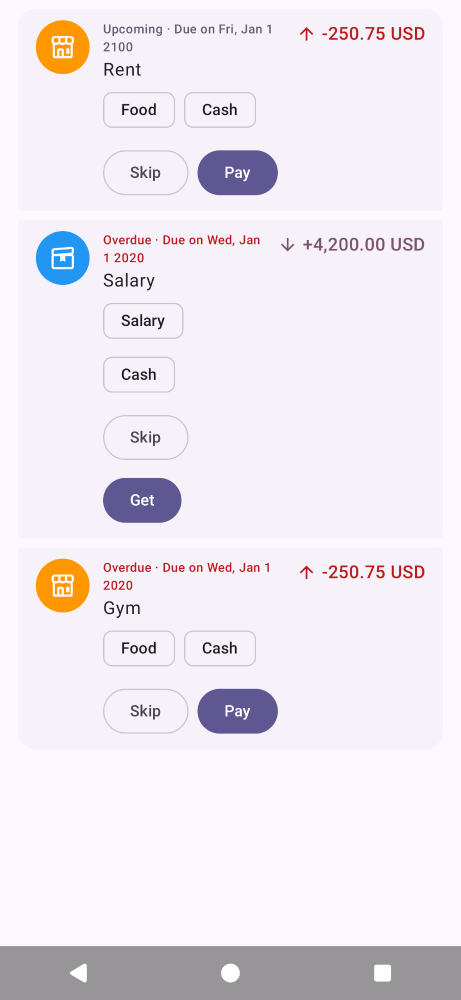 Upcoming · Due on Fri, Jan 1
2100
-250.75 USD
Rent
Food
Cash
Skip
Pay
Overdue · Due on Wed, Jan
1 2020
+4,200.00 USD
Salary
Salary
Cash
Skip
Get
Overdue · Due on Wed, Jan 1
2020
-250.75 USD
Gym
Food
Cash
Skip
Pay